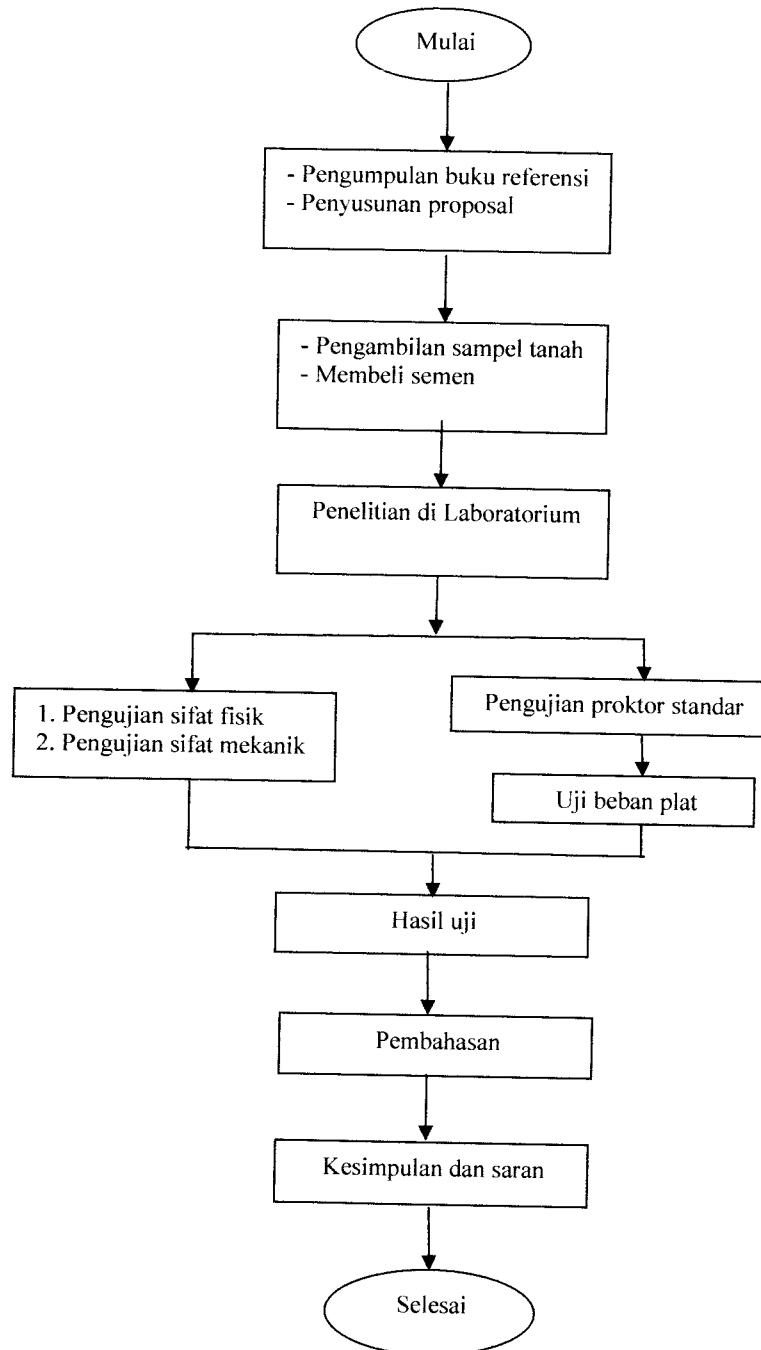 Mulai
- Pengumpulan buku referensi
- Penyusunan proposal
- Pengambilan sampel tanah
- Membeli semen
Penelitian di Laboratorium
1. Pengujian sifat fisik
2. Pengujian sifat mekanik
Pengujian proktor standar
Uji beban plat
Hasil uji
Pembahasan
Kesimpulan dan saran
Selesai